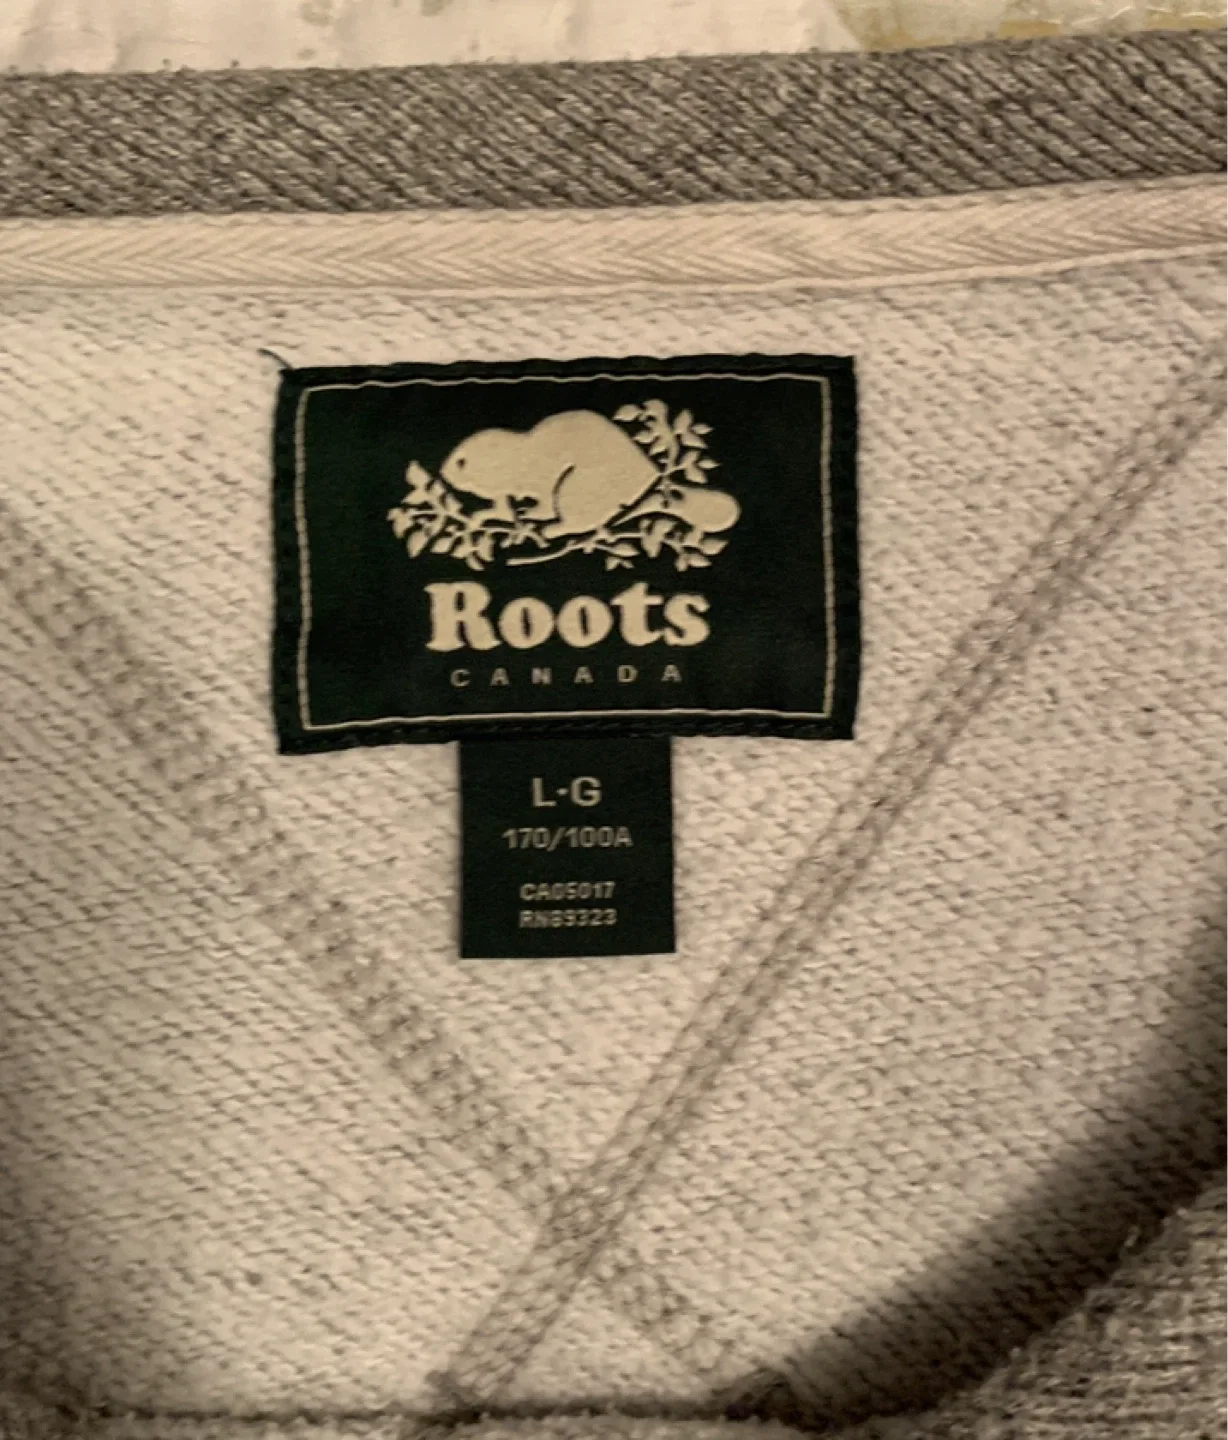 Roots
CANADA
L·G
170/100A
CA05017
RN89323